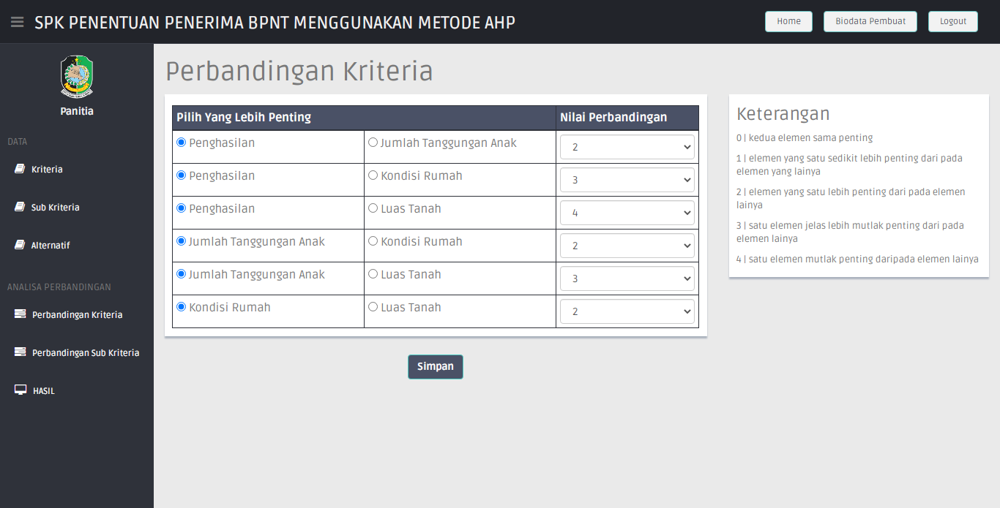 SPK PENENTUAN PENERIMA BPNT MENGGUNAKAN METODE AHP
Home
Biodata Pembuat
Logout
Panitia
DATA
Kriteria
Sub Kriteria
Alternatif
ANALISA PERBANDINGAN
Perbandingan Kriteria
Perbandingan Sub Kriteria
HASIL
Perbandingan Kriteria
Pilih Yang Lebih Penting Nilai Perbandingan
Penghasilan Jumlah Tanggungan Anak 2
Penghasilan Kondisi Rumah 3
Penghasilan Luas Tanah 4
Jumlah Tanggungan Anak Kondisi Rumah 2
Jumlah Tanggungan Anak Luas Tanah 3
Kondisi Rumah Luas Tanah 2
Simpan
Keterangan
0 | kedua elemen sama penting
1 | elemen yang satu sedikit lebih penting dari pada
elemen yang lainya
2 | elemen yang satu lebih penting dari pada elemen
lainya
3 | satu elemen jelas lebih mutlak penting dari pada
elemen lainya
4 | satu elemen mutlak penting daripada elemen lainya